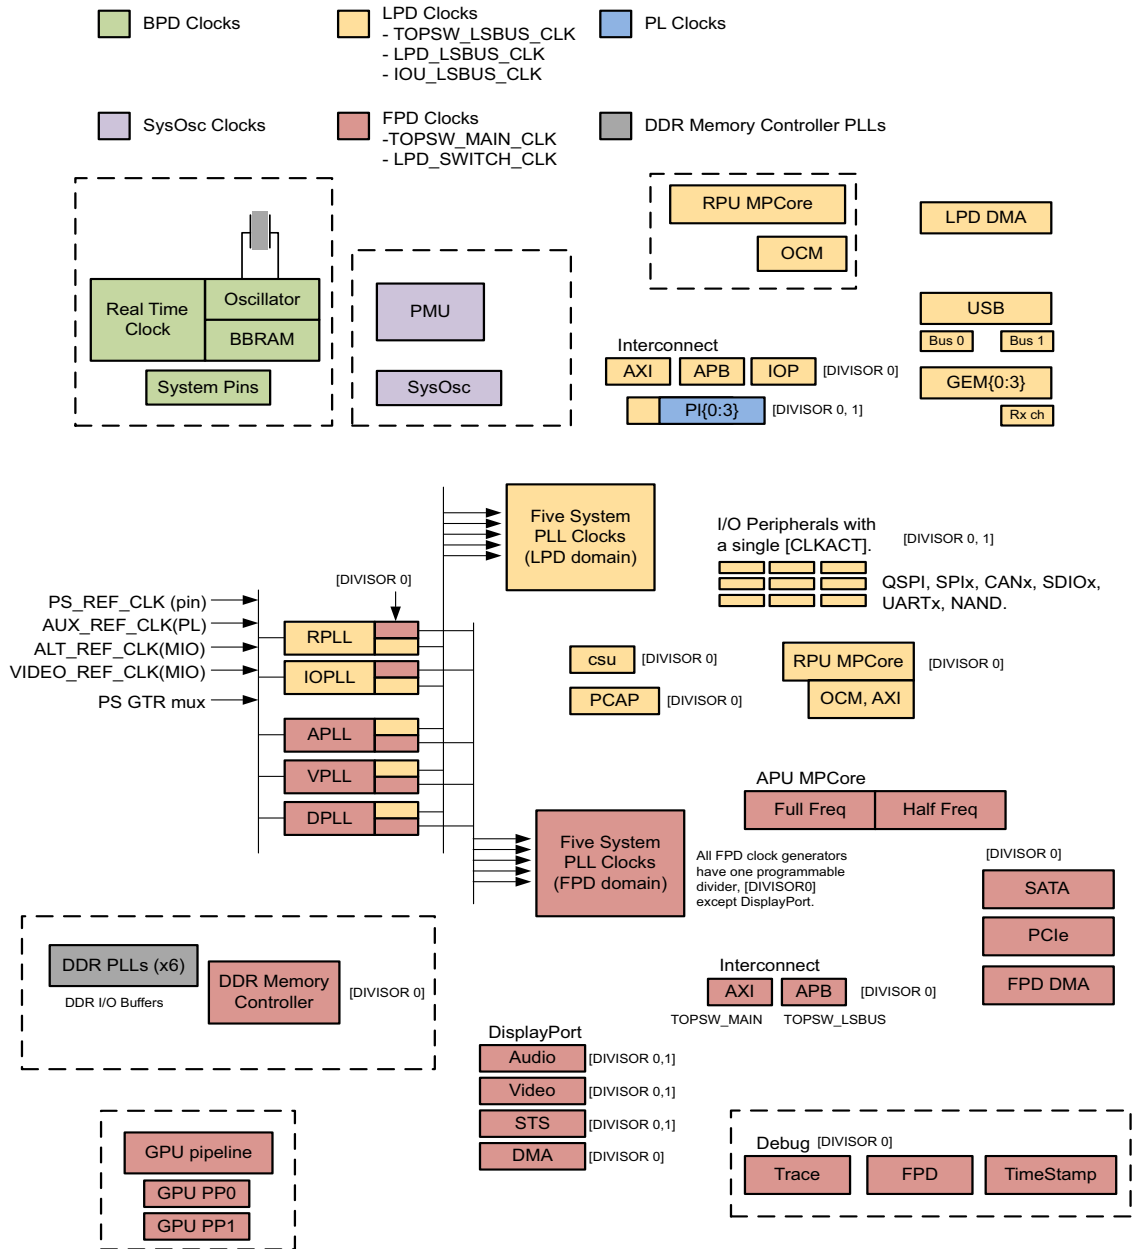 BPD Clocks
LPD Clocks
- TOPSW_LSBUS_CLK
- LPD_LSBUS_CLK
- IOU_LSBUS_CLK
PL Clocks
SysOsc Clocks
FPD Clocks
-TOPSW_MAIN_CLK
- LPD_SWITCH_CLK
DDR Memory Controller PLLs
Real Time
Clock
Oscillator
BBRAM
System Pins
PMU
SysOsc
RPU MPCore
OCM
LPD DMA
USB
Bus 0
Bus 1
GEM{0:3}
Rx ch
Interconnect
AXI
APB
IOP
[DIVISOR 0]
PI{0:3}
[DIVISOR 0, 1]
Five System
PLL Clocks
(LPD domain)
I/O Peripherals with
a single [CLKACT].
[DIVISOR 0, 1]
QSPI, SPIx, CANx, SDIOx,
UARTx, NAND.
[DIVISOR 0]
PS_REF_CLK (pin)
AUX_REF_CLK(PL)
ALT_REF_CLK(MIO)
VIDEO_REF_CLK(MIO)
PS GTR mux
RPLL
IOPLL
APLL
VPLL
DPLL
csu
[DIVISOR 0]
PCAP
[DIVISOR 0]
RPU MPCore
[DIVISOR 0]
OCM, AXI
APU MPCore
Full Freq
Half Freq
Five System
PLL Clocks
(FPD domain)
All FPD clock generators
have one programmable
divider, [DIVISOR0]
except DisplayPort.
[DIVISOR 0]
SATA
PCIe
FPD DMA
DDR PLLs (x6)
DDR I/O Buffers
DDR Memory
Controller
[DIVISOR 0]
Interconnect
AXI
APB
[DIVISOR 0]
TOPSW_MAIN
TOPSW_LSBUS
DisplayPort
Audio
[DIVISOR 0,1]
Video
[DIVISOR 0,1]
STS
[DIVISOR 0,1]
DMA
[DIVISOR 0]
GPU pipeline
GPU PP0
GPU PP1
Debug
[DIVISOR 0]
Trace
FPD
TimeStamp